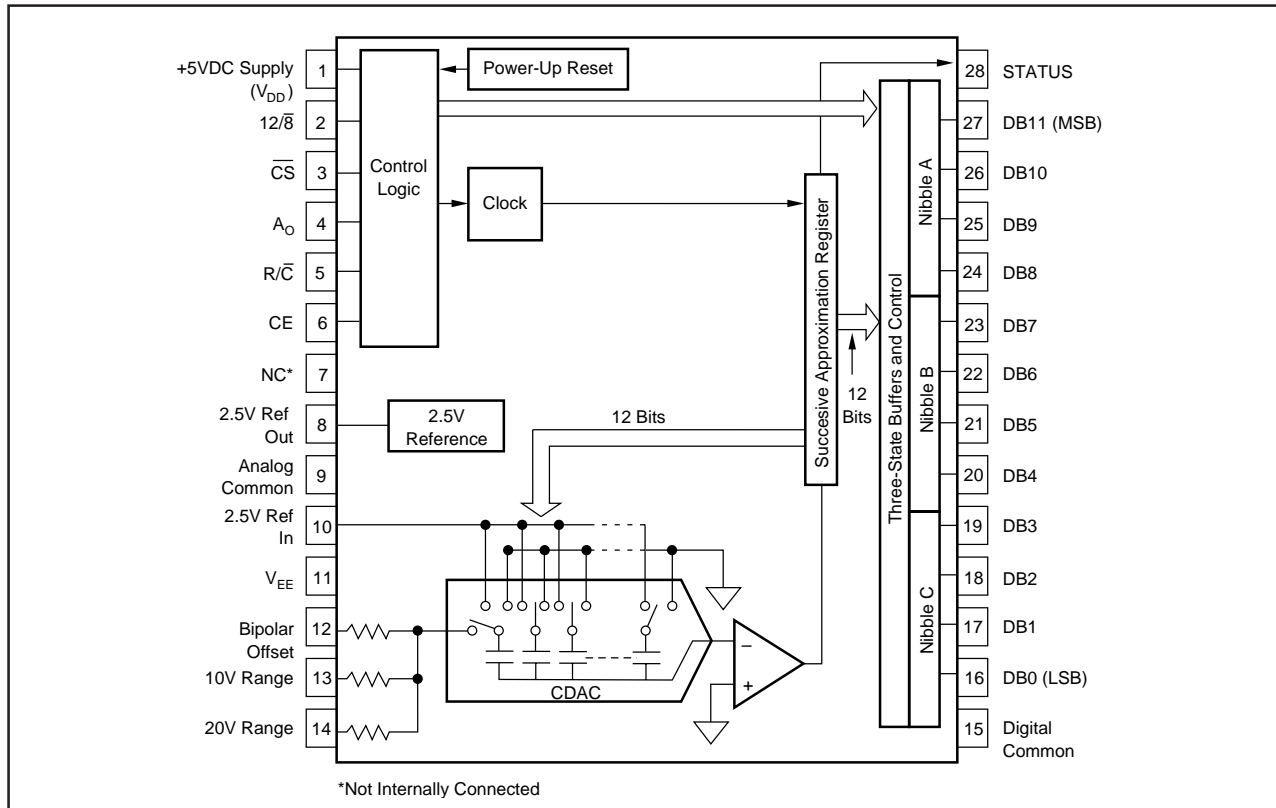 +5VDC Supply
(VDD)
1
12/8̅
2
C̅S̅
3
AO
4
R/C̅
5
CE
6
NC*
7
2.5V Ref
Out
8
Analog
Common
9
2.5V Ref
In
10
VEE
11
Bipolar
Offset
12
10V Range
13
20V Range
14
Control
Logic
Power-Up Reset
Clock
2.5V
Reference
12 Bits
CDAC
–
+
Succesive Approximation Register
12
Bits
Three-State Buffers and Control
Nibble A
Nibble B
Nibble C
28
STATUS
27
DB11 (MSB)
26
DB10
25
DB9
24
DB8
23
DB7
22
DB6
21
DB5
20
DB4
19
DB3
18
DB2
17
DB1
16
DB0 (LSB)
15
Digital
Common
*Not Internally Connected